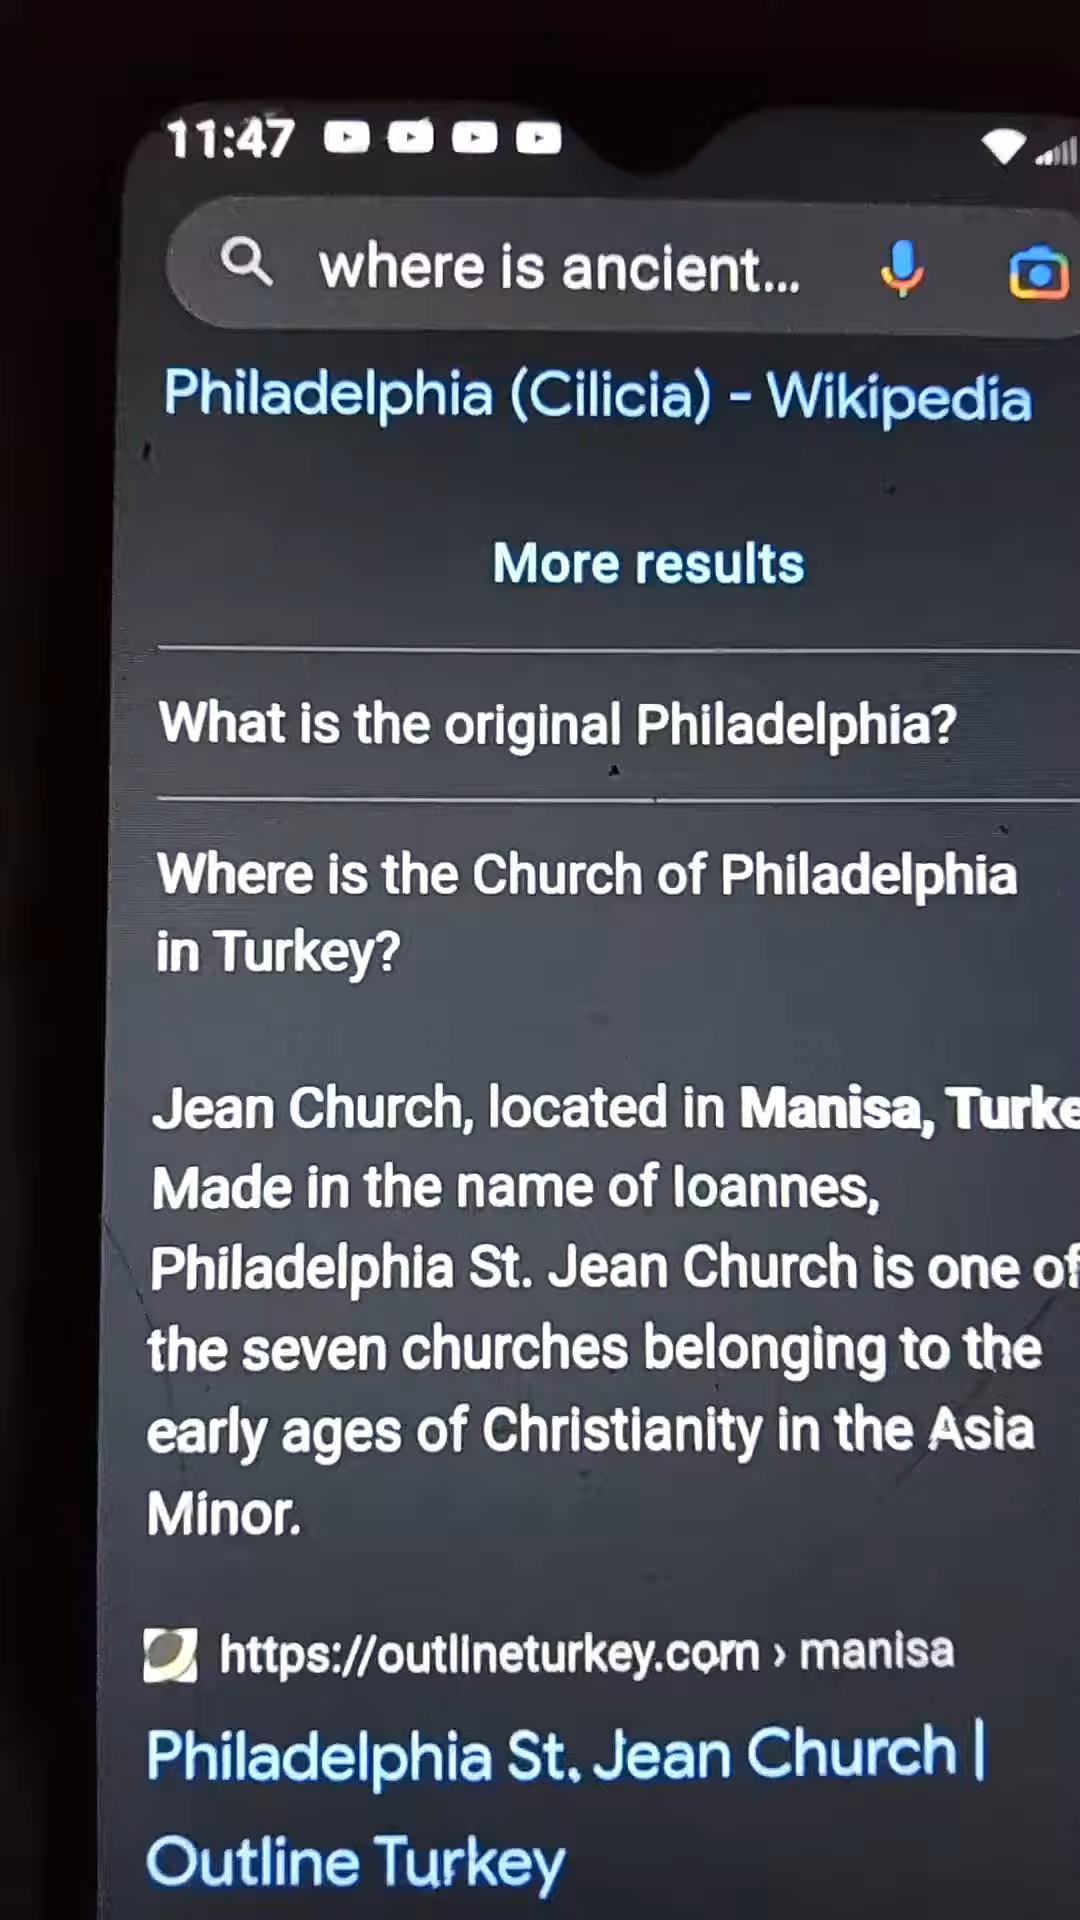 11:47
where is ancient...
Philadelphia (Cilicia) - Wikipedia
More results
What is the original Philadelphia?
Where is the Church of Philadelphia
in Turkey?
Jean Church, located in Manisa, Turke
Made in the name of Ioannes,
Philadelphia St. Jean Church is one of
the seven churches belonging to the
early ages of Christianity in the Asia
Minor.
https://outlineturkey.com › manisa
Philadelphia St. Jean Church |
Outline Turkey